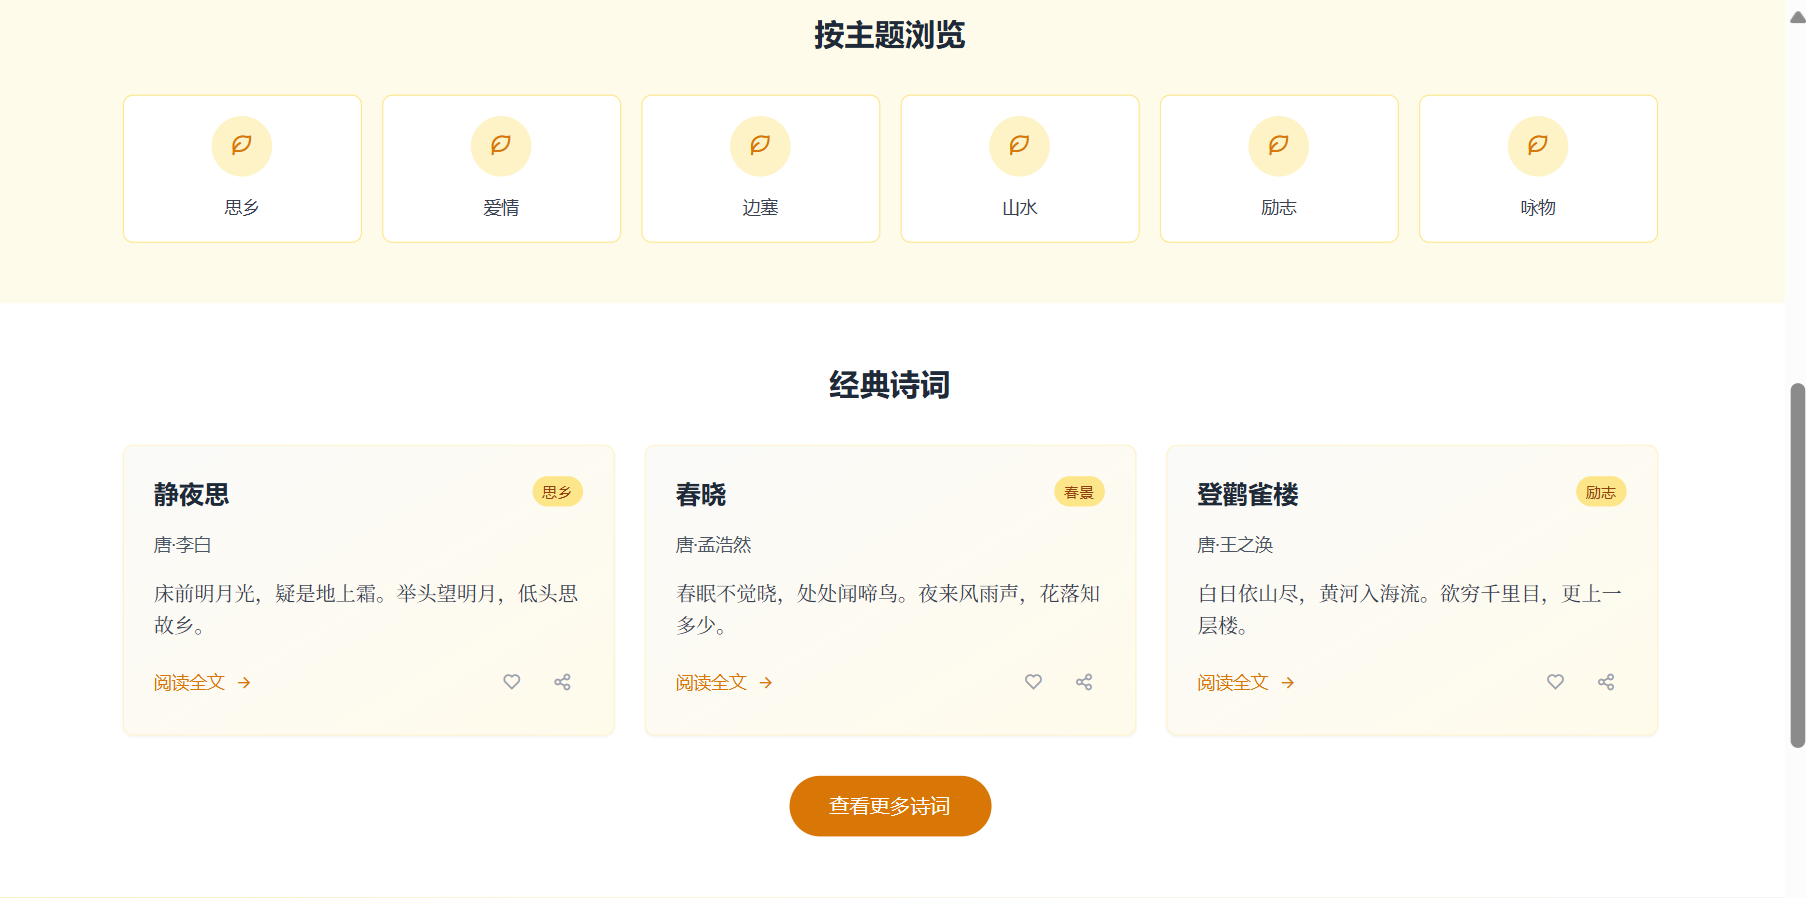 按主题浏览
思乡
爱情
边塞
山水
励志
咏物
经典诗词
静夜思
思乡
唐·李白
床前明月光，疑是地上霜。举头望明月，低头思
故乡。
阅读全文
春晓
春景
唐·孟浩然
春眠不觉晓，处处闻啼鸟。夜来风雨声，花落知
多少。
阅读全文
登鹳雀楼
励志
唐·王之涣
白日依山尽，黄河入海流。欲穷千里目，更上一
层楼。
阅读全文
查看更多诗词